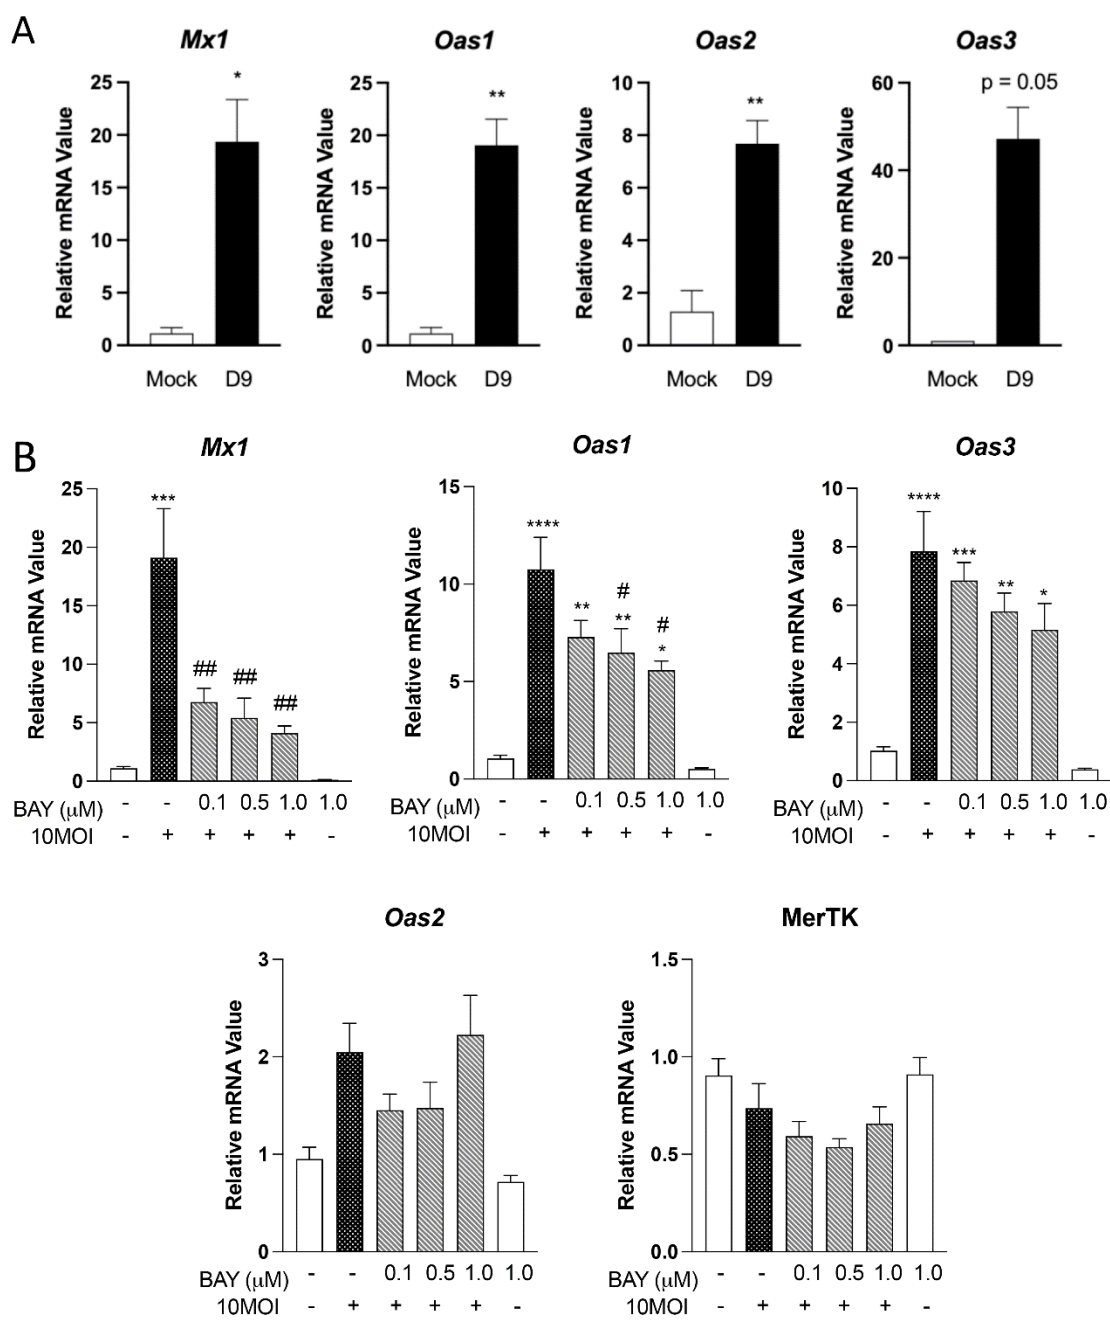 A
Mx1 Oas1 Oas2 Oas3
Relative mRNA Value
25
20
15
10
5
0
*
Mock D9
Relative mRNA Value
25
20
15
10
5
0
**
Mock D9
Relative mRNA Value
10
8
6
4
2
0
**
Mock D9
Relative mRNA Value
60
40
20
0
p = 0.05
Mock D9
B
Mx1
Relative mRNA Value
25
20
15
10
5
0
***
## ## ##
BAY (μM) - - 0.1 0.5 1.0 1.0
10MOI - + + + + -
Oas1
Relative mRNA Value
15
10
5
0
****
# #
** ** *
BAY (μM) - - 0.1 0.5 1.0 1.0
10MOI - + + + + -
Oas3
Relative mRNA Value
10
8
6
4
2
0
**** *** ** *
BAY (μM) - - 0.1 0.5 1.0 1.0
10MOI - + + + + -
Oas2
Relative mRNA Value
3
2
1
0
BAY (μM) - - 0.1 0.5 1.0 1.0
10MOI - + + + + -
MerTK
Relative mRNA Value
1.5
1.0
0.5
0.0
BAY (μM) - - 0.1 0.5 1.0 1.0
10MOI - + + + + -